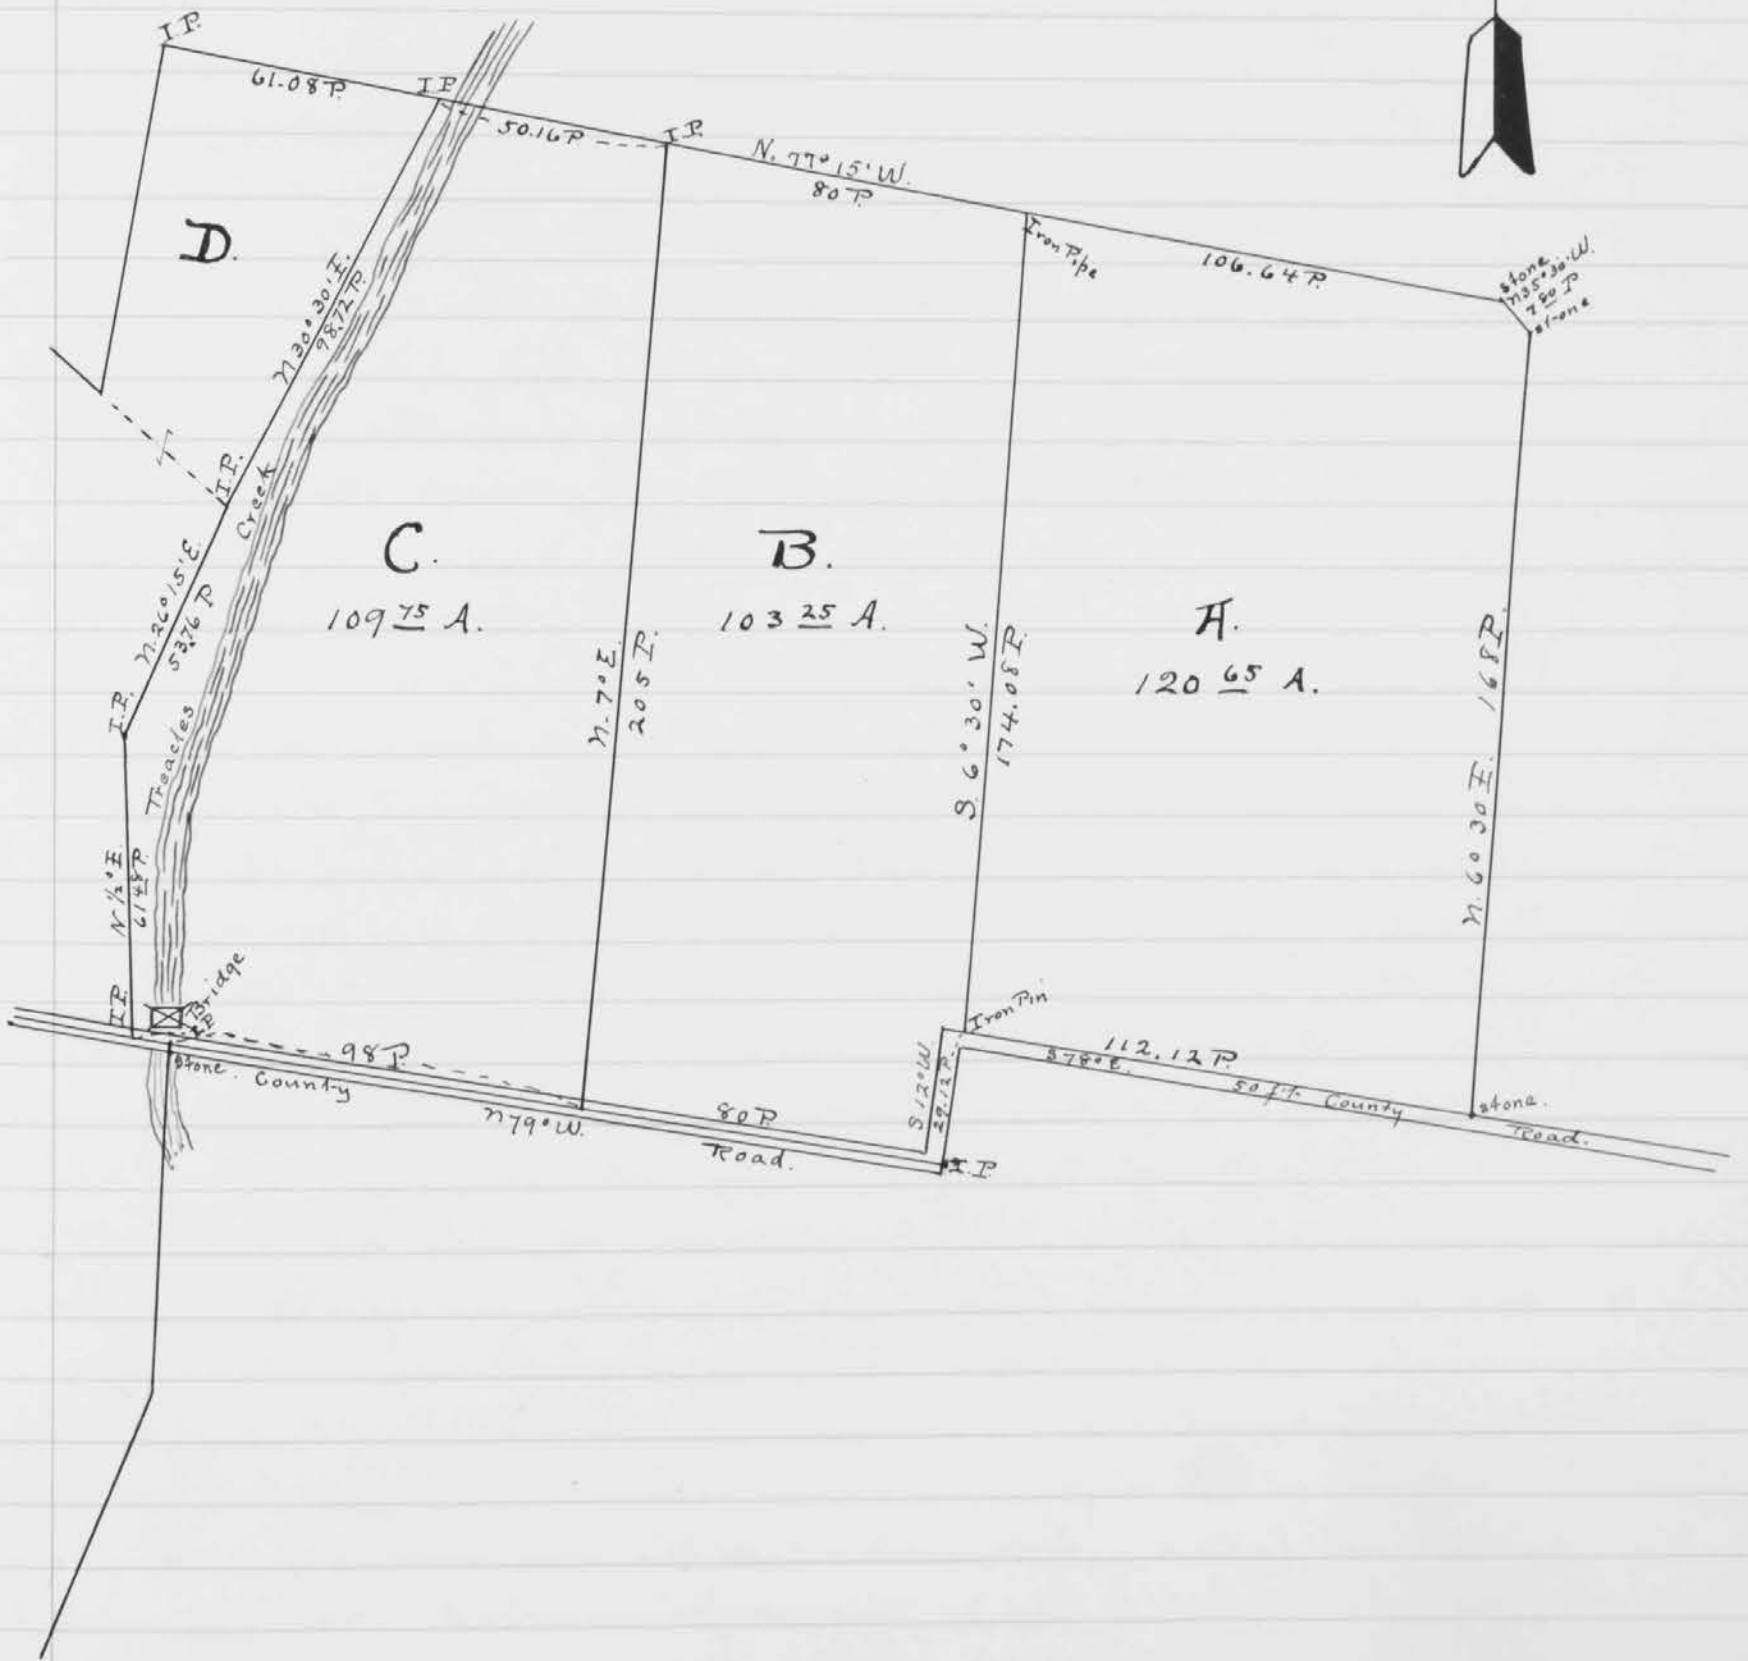 I.P.
61.08 P.
I P
50.16 P
I P.
N. 77° 15' W.
80 P.
Iron Pipe
106.64 P.
stone
N35° 30' W.
7 80 P
stone
D.
N 30° 30' E.
98.72 P.
I.P.
Creek
Treacles
N. 26° 15' E.
53.76 P
I.P.
N ½° E.
61 48 P.
I P.
Bridge
I P.
C.
109 75 A.
N. 7° E.
205 P.
B.
103 25 A.
S. 6° 30' W.
174.08 P.
A.
120 65 A.
N. 6° 30 E. 168 P.
Iron Pin
98 P.
stone. County
N 79° W.
80 P.
Road.
S 12° W.
29.12 P.
I. P.
112.12 P.
S 78° E.
50 ft. County
Road.
stone.